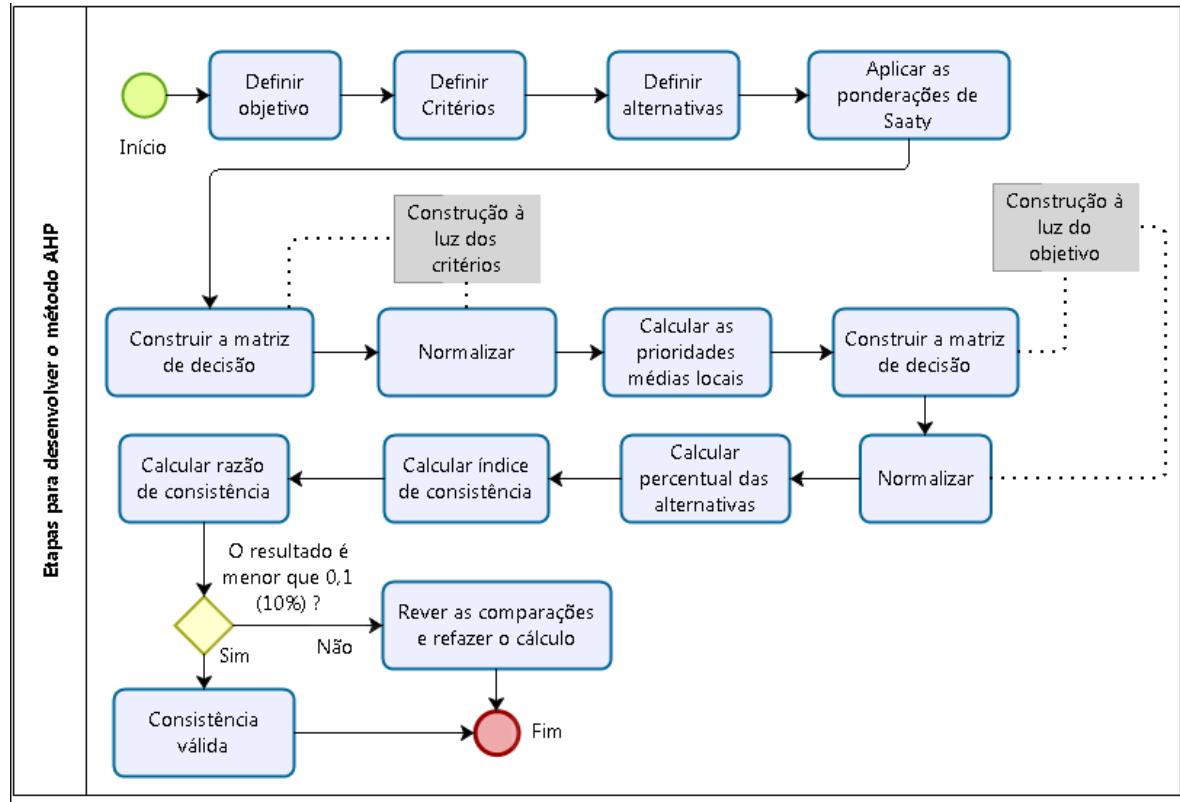 Etapas para desenvolver o método AHP
Início
Definir
objetivo
Definir
Critérios
Definir
alternativas
Aplicar as
ponderações de
Saaty
Construção à
luz dos
critérios
Construção à
luz do
objetivo
Construir a matriz
de decisão
Normalizar
Calcular as
prioridades
médias locais
Construir a matriz
de decisão
Normalizar
Calcular
percentual das
alternativas
Calcular índice
de consistência
Calcular razão
de consistência
O resultado é
menor que 0,1
(10%) ?
Não
Sim
Rever as comparações
e refazer o cálculo
Consistência
válida
Fim